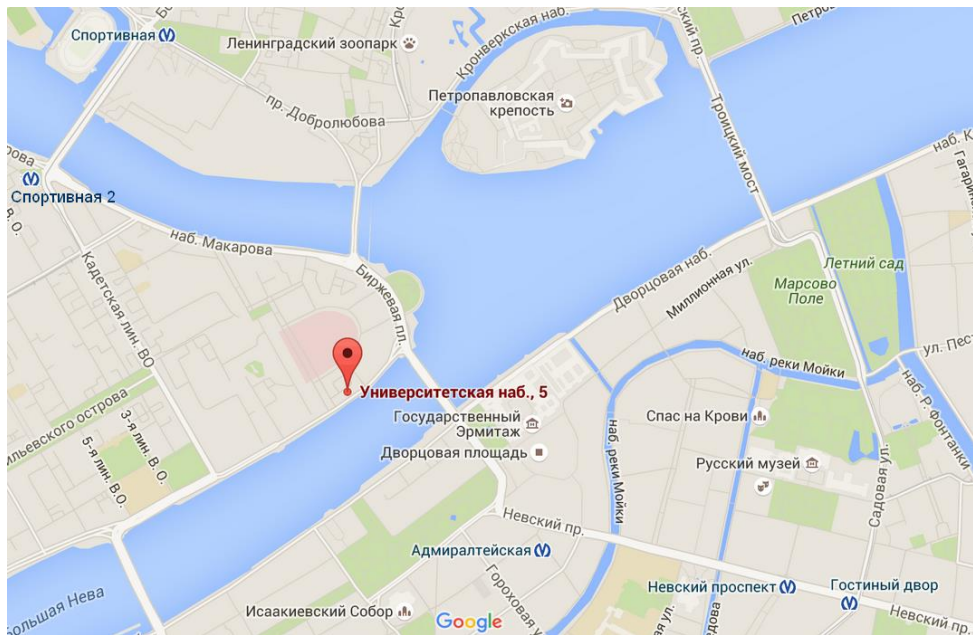 Спортивная
Ленинградский зоопарк
Кронверкская наб.
Петропавловская
крепость
пр. Добролюбова
Троицкий мост
Спортивная 2
В. О.
наб. Макарова
Кадетская лин. ВО
Биржевая пл.
Дворцовая наб.
Миллионная ул.
Летний сад
Марсово
Поле
наб. реки Мойки
Университетская наб., 5
Государственный
Эрмитаж
Дворцовая площадь
наб. реки Мойки
Спас на Крови
Русский музей
наб. р. Фонтанки
Садовая ул.
3-я лин. В. О.
5-я лин. В.О.
Невский пр.
Адмиралтейская
Гороховая
Невский проспект
Гостиный двор
Невский пр.
Большая Нева
Исаакиевский Собор
Google